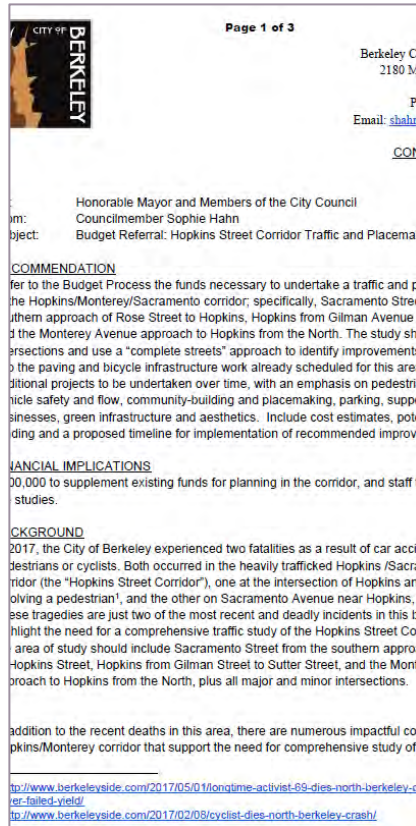 Page 1 of 3
CITY OF BERKELEY
Berkeley C
2180 M
P
Email: shahr
CON
:
Honorable Mayor and Members of the City Council
om: Councilmember Sophie Hahn
bject: Budget Referral: Hopkins Street Corridor Traffic and Placema
COMMENDATION
fer to the Budget Process the funds necessary to undertake a traffic and p
the Hopkins/Monterey/Sacramento corridor; specifically, Sacramento Stree
uthern approach of Rose Street to Hopkins, Hopkins from Gilman Avenue
d the Monterey Avenue approach to Hopkins from the North. The study sh
ersections and use a “complete streets” approach to identify improvements
o the paving and bicycle infrastructure work already scheduled for this area
ditional projects to be undertaken over time, with an emphasis on pedestri
hicle safety and flow, community-building and placemaking, parking, suppo
sinesses, green infrastructure and aesthetics. Include cost estimates, pote
ding and a proposed timeline for implementation of recommended improv
NANCIAL IMPLICATIONS
00,000 to supplement existing funds for planning in the corridor, and staff
studies.
CKGROUND
2017, the City of Berkeley experienced two fatalities as a result of car acci
destrians or cyclists. Both occurred in the heavily trafficked Hopkins /Sacra
ridor (the “Hopkins Street Corridor”), one at the intersection of Hopkins an
olving a pedestrian¹, and the other on Sacramento Avenue near Hopkins,
ese tragedies are just two of the most recent and deadly incidents in this b
hlight the need for a comprehensive traffic study of the Hopkins Street Co
area of study should include Sacramento Street from the southern appro
Hopkins Street, Hopkins from Gilman Street to Sutter Street, and the Mont
proach to Hopkins from the North, plus all major and minor intersections.
addition to the recent deaths in this area, there are numerous impactful co
pkins/Monterey corridor that support the need for comprehensive study of
tp://www.berkeleyside.com/2017/05/01/longtime-activist-69-dies-north-berkeley-c
er-failed-yield/
tp://www.berkeleyside.com/2017/02/08/cyclist-dies-north-berkeley-crash/